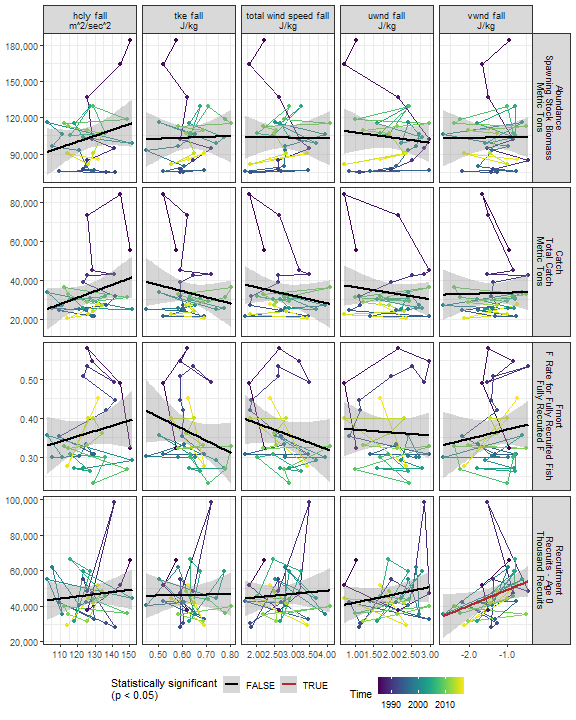 hcly fall
m^2/sec^2
tke fall
J/kg
total wind speed fall
J/kg
uwnd fall
J/kg
vwnd fall
J/kg
180,000
150,000
120,000
90,000
Abundance
Spawning Stock Biomass
Metric Tons
80,000
60,000
40,000
20,000
Catch
Total Catch
Metric Tons
0.50
0.40
0.30
Fmort
F Rate for Fully Recruited Fish
Fully Recruited F
100,000
80,000
60,000
40,000
20,000
Recruitment
Recruits - Age 0
Thousand Recruits
110 120 130 140 150
0.50 0.60 0.70 0.80
2.00 2.50 3.00 3.50 4.00
1.00 1.50 2.00 2.50 3.00
-2.0 -1.0
Statistically significant
(p < 0.05)
FALSE
TRUE
Time
1990 2000 2010